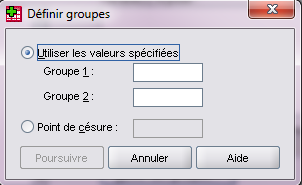 Définir groupes
Utiliser les valeurs spécifiées
Groupe 1 :
Groupe 2 :
Point de césure :
Poursuivre Annuler Aide